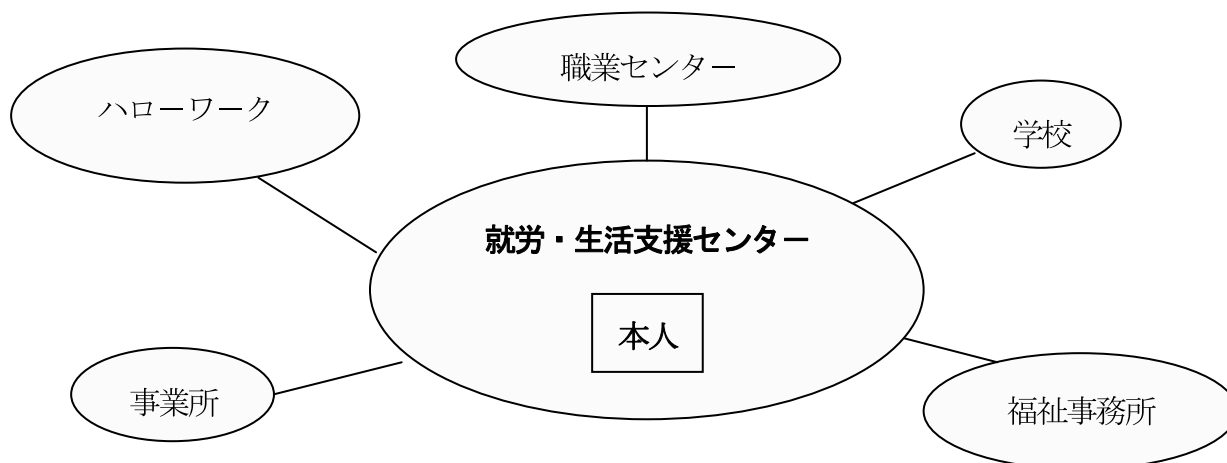 職業センター
ハローワーク
学校
就労・生活支援センター
本人
事業所
福祉事務所